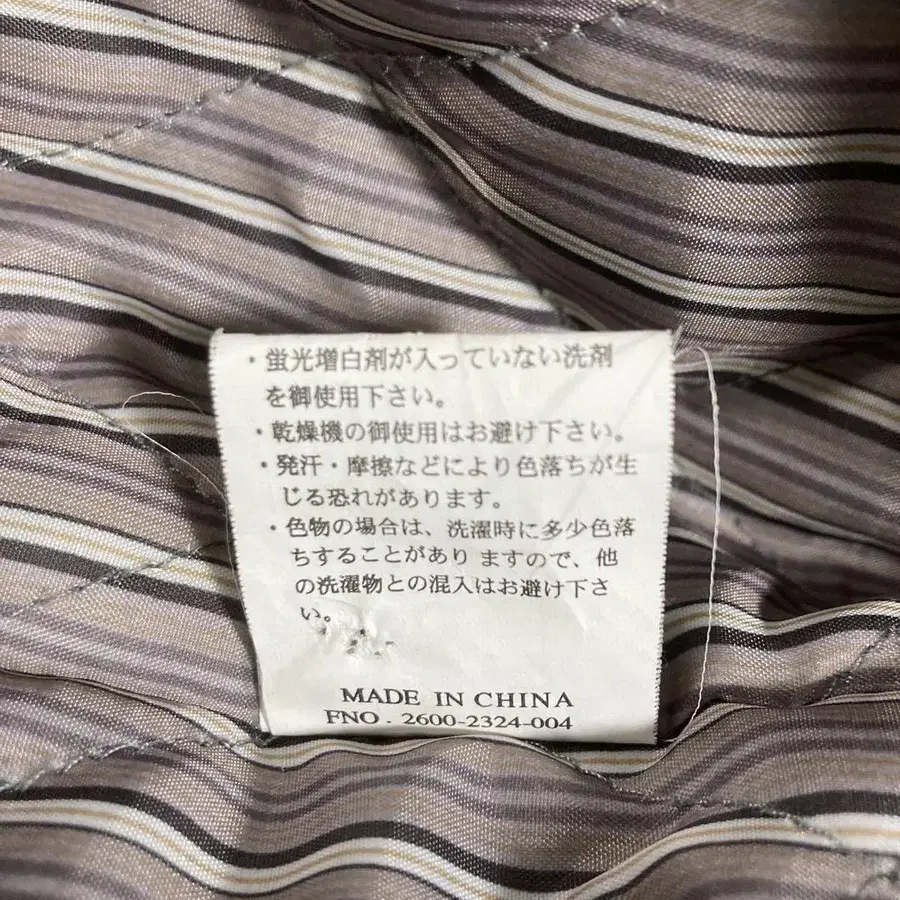 ・蛍光増白剤が入っていない洗剤
を御使用下さい。
・乾燥機の御使用はお避け下さい。
・発汗・摩擦などにより色落ちが生
じる恐れがあります。
・色物の場合は、洗濯時に多少色落
ちすることがあり ますので、他
の洗濯物との混入はお避け下さ
い。
MADE IN CHINA
FNO . 2600-2324-004